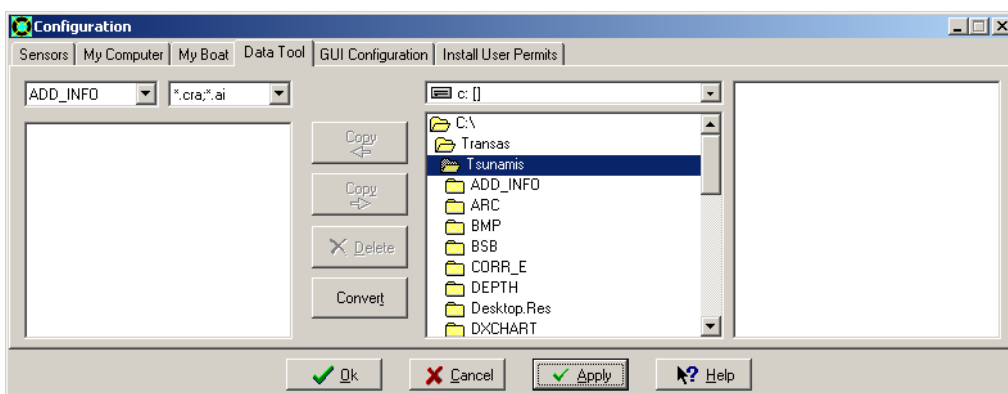 Configuration
Sensors My Computer My Boat Data Tool GUI Configuration Install User Permits
ADD_INFO *.cra;*.ai c: []
C:\
Transas
Tsunamis
ADD_INFO
ARC
BMP
BSB
CORR_E
DEPTH
Desktop.Res
DXCHART
Copy
Copy
Delete
Convert
Ok Cancel Apply Help